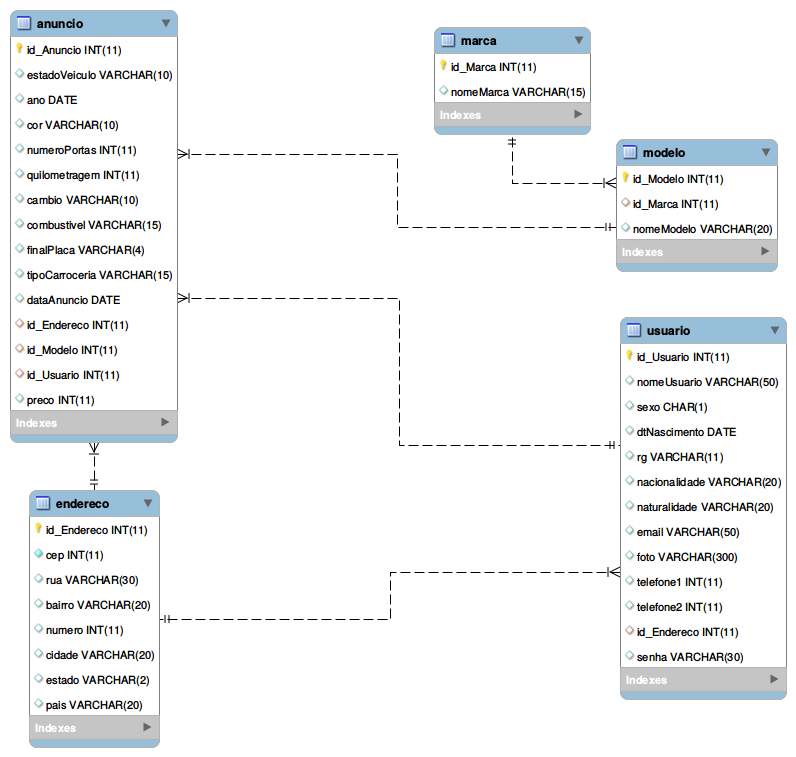 anuncio
id_Anuncio INT(11)
estadoVeiculo VARCHAR(10)
ano DATE
cor VARCHAR(10)
numeroPortas INT(11)
quilometragem INT(11)
cambio VARCHAR(10)
combustivel VARCHAR(15)
finalPlaca VARCHAR(4)
tipoCarroceria VARCHAR(15)
dataAnuncio DATE
id_Endereco INT(11)
id_Modelo INT(11)
id_Usuario INT(11)
preco INT(11)
Indexes
marca
id_Marca INT(11)
nomeMarca VARCHAR(15)
Indexes
modelo
id_Modelo INT(11)
id_Marca INT(11)
nomeModelo VARCHAR(20)
Indexes
usuario
id_Usuario INT(11)
nomeUsuario VARCHAR(50)
sexo CHAR(1)
dtNascimento DATE
rg VARCHAR(11)
nacionalidade VARCHAR(20)
naturalidade VARCHAR(20)
email VARCHAR(50)
foto VARCHAR(300)
telefone1 INT(11)
telefone2 INT(11)
id_Endereco INT(11)
senha VARCHAR(30)
Indexes
endereco
id_Endereco INT(11)
cep INT(11)
rua VARCHAR(30)
bairro VARCHAR(20)
numero INT(11)
cidade VARCHAR(20)
estado VARCHAR(2)
pais VARCHAR(20)
Indexes